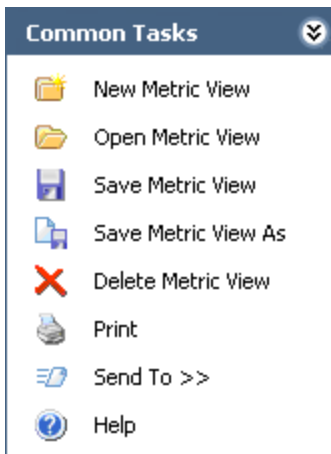 Common Tasks
New Metric View
Open Metric View
Save Metric View
Save Metric View As
Delete Metric View
Print
Send To >>
Help